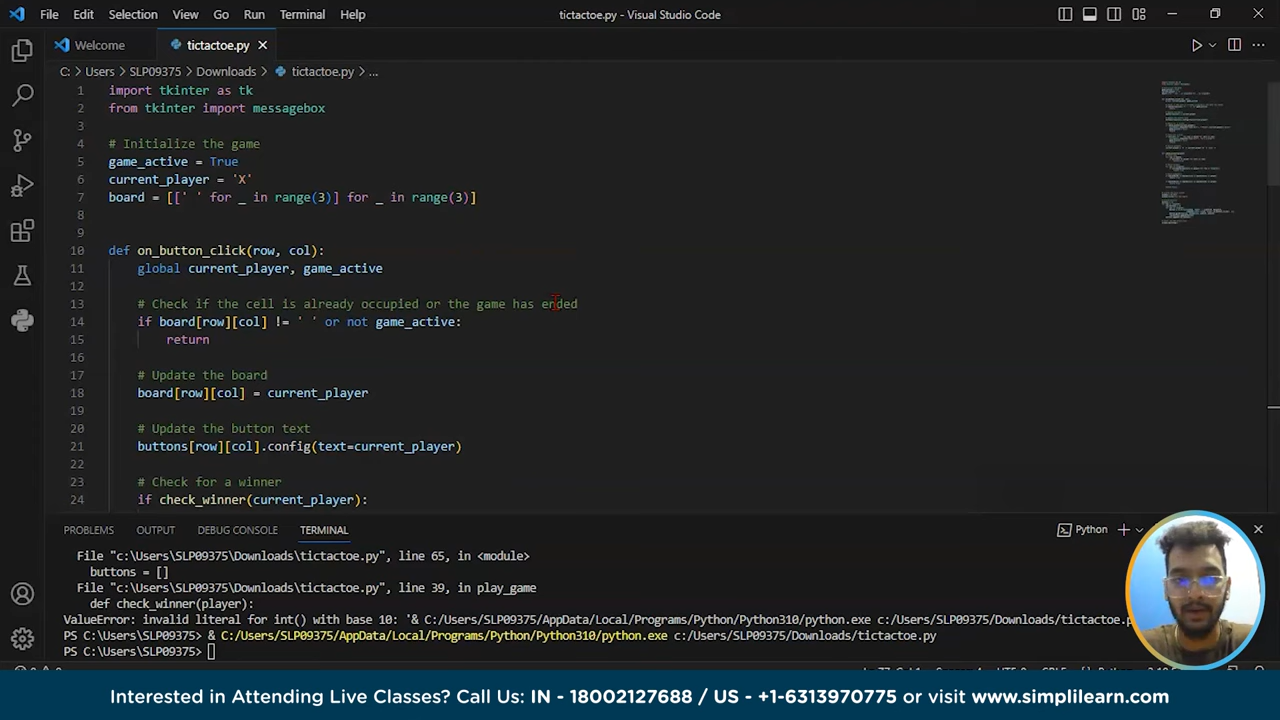 File Edit Selection View Go Run Terminal Help
tictactoe.py - Visual Studio Code
Welcome
tictactoe.py
C: > Users > SLP09375 > Downloads > tictactoe.py > ...
1 import tkinter as tk
2 from tkinter import messagebox
3
4 # Initialize the game
5 game_active = True
6 current_player = 'X'
7 board = [[' ' for _ in range(3)] for _ in range(3)]
8
9
10 def on_button_click(row, col):
11 global current_player, game_active
12
13 # Check if the cell is already occupied or the game has ended
14 if board[row][col] != ' ' or not game_active:
15 return
16
17 # Update the board
18 board[row][col] = current_player
19
20 # Update the button text
21 buttons[row][col].config(text=current_player)
22
23 # Check for a winner
24 if check_winner(current_player):
PROBLEMS OUTPUT DEBUG CONSOLE TERMINAL
Python
File "c:\Users\SLP09375\Downloads\tictactoe.py", line 65, in <module>
buttons = []
File "c:\Users\SLP09375\Downloads\tictactoe.py", line 39, in play_game
def check_winner(player):
ValueError: invalid literal for int() with base 10: '& C:/Users/SLP09375/AppData/Local/Programs/Python/Python310/python.exe c:/Users/SLP09375/Downloads/tictactoe.p
PS C:\Users\SLP09375> & C:/Users/SLP09375/AppData/Local/Programs/Python/Python310/python.exe c:/Users/SLP09375/Downloads/tictactoe.py
PS C:\Users\SLP09375>
Interested in Attending Live Classes? Call Us: IN - 18002127688 / US - +1-6313970775 or visit www.simplilearn.com